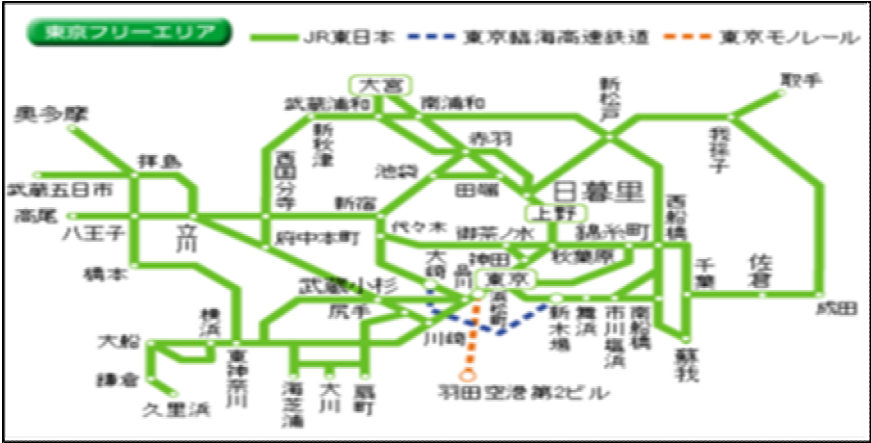 東京フリーエリア
JR東日本
東京臨海高速鉄道
東京モノレール
大宮
取手
武蔵浦和
南浦和
新松戸
奥多摩
新秋津
赤羽
我孫子
拝島
西国分寺
池袋
田端
日暮里
武蔵五日市
高尾
八王子
立川
新宿
上野
西船橋
府中本町
代々木
御茶ノ水
錦糸町
神田
秋葉原
橋本
大崎
品川
東京
千葉
佐倉
武蔵小杉
浜松町
成田
尻手
横浜
新木場
舞浜
市川塩浜
南船橋
大船
東神奈川
川崎
蘇我
鎌倉
久里浜
海芝浦
大川
扇町
羽田空港第2ビル